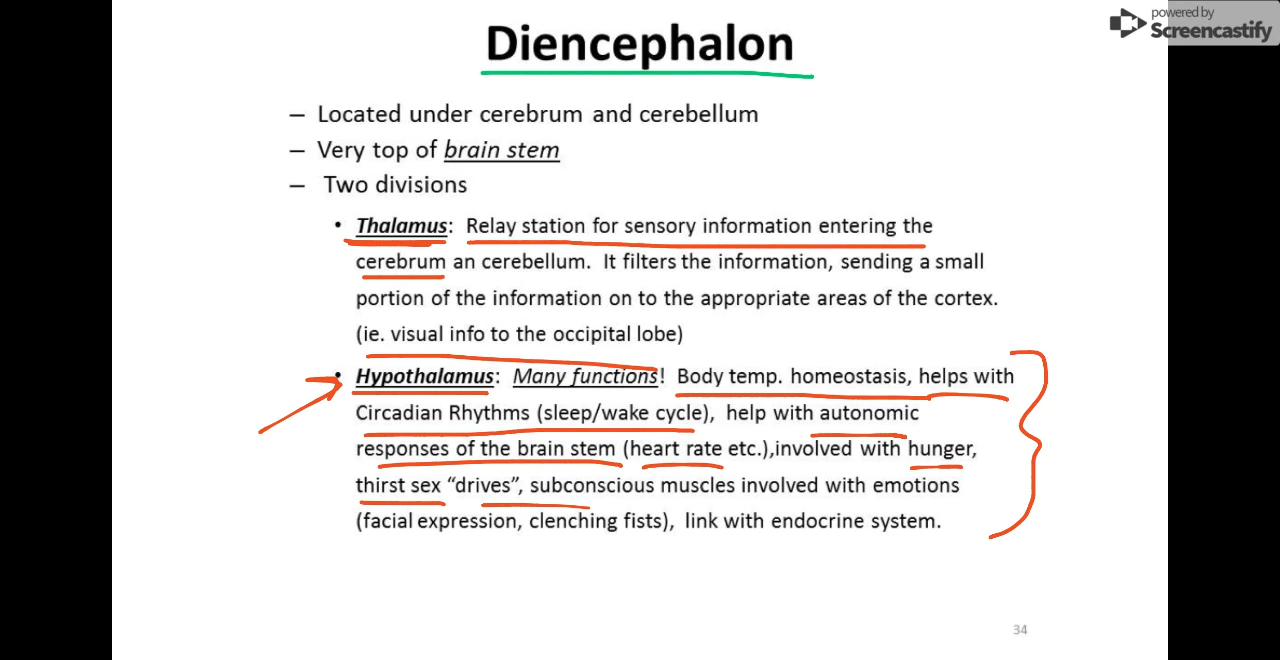 powered by
Screencastify
Diencephalon
– Located under cerebrum and cerebellum
– Very top of brain stem
– Two divisions
• Thalamus: Relay station for sensory information entering the
cerebrum an cerebellum. It filters the information, sending a small
portion of the information on to the appropriate areas of the cortex.
(ie. visual info to the occipital lobe)
• Hypothalamus: Many functions! Body temp. homeostasis, helps with
Circadian Rhythms (sleep/wake cycle), help with autonomic
responses of the brain stem (heart rate etc.),involved with hunger,
thirst sex “drives”, subconscious muscles involved with emotions
(facial expression, clenching fists), link with endocrine system.
34